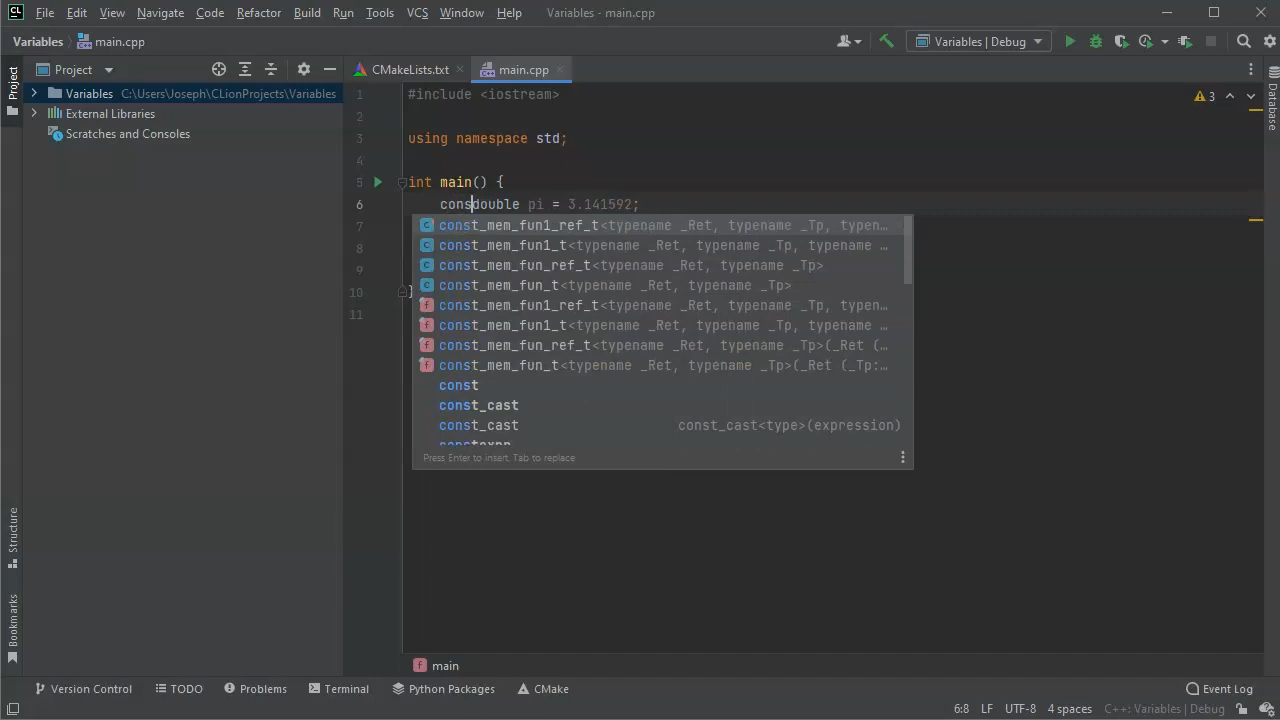 CL File Edit View Navigate Code Refactor Build Run Tools VCS Window Help Variables - main.cpp
Variables main.cpp Variables | Debug
Project Project CMakeLists.txt main.cpp
Variables C:\Users\Joseph\CLionProjects\Variables 1 #include <iostream> 3
External Libraries 2
Scratches and Consoles 3 using namespace std;
4
5 int main() {
6 consdouble pi = 3.141592;
7 const_mem_fun1_ref_t<typename _Ret, typename _Tp, typen…
8 const_mem_fun1_t<typename _Ret, typename _Tp, typename …
9 const_mem_fun_ref_t<typename _Ret, typename _Tp>
10 } const_mem_fun_t<typename _Ret, typename _Tp>
11 const_mem_fun1_ref_t<typename _Ret, typename _Tp, typen…
const_mem_fun1_t<typename _Ret, typename _Tp, typename …
const_mem_fun_ref_t<typename _Ret, typename _Tp>(_Ret (…
const_mem_fun_t<typename _Ret, typename _Tp>(_Ret (_Tp:…
const
const_cast
const_cast const_cast<type>(expression)
constexpr
Press Enter to insert, Tab to replace
Database
Structure
Bookmarks
main
Version Control TODO Problems Terminal Python Packages CMake Event Log
6:8 LF UTF-8 4 spaces C++: Variables | Debug